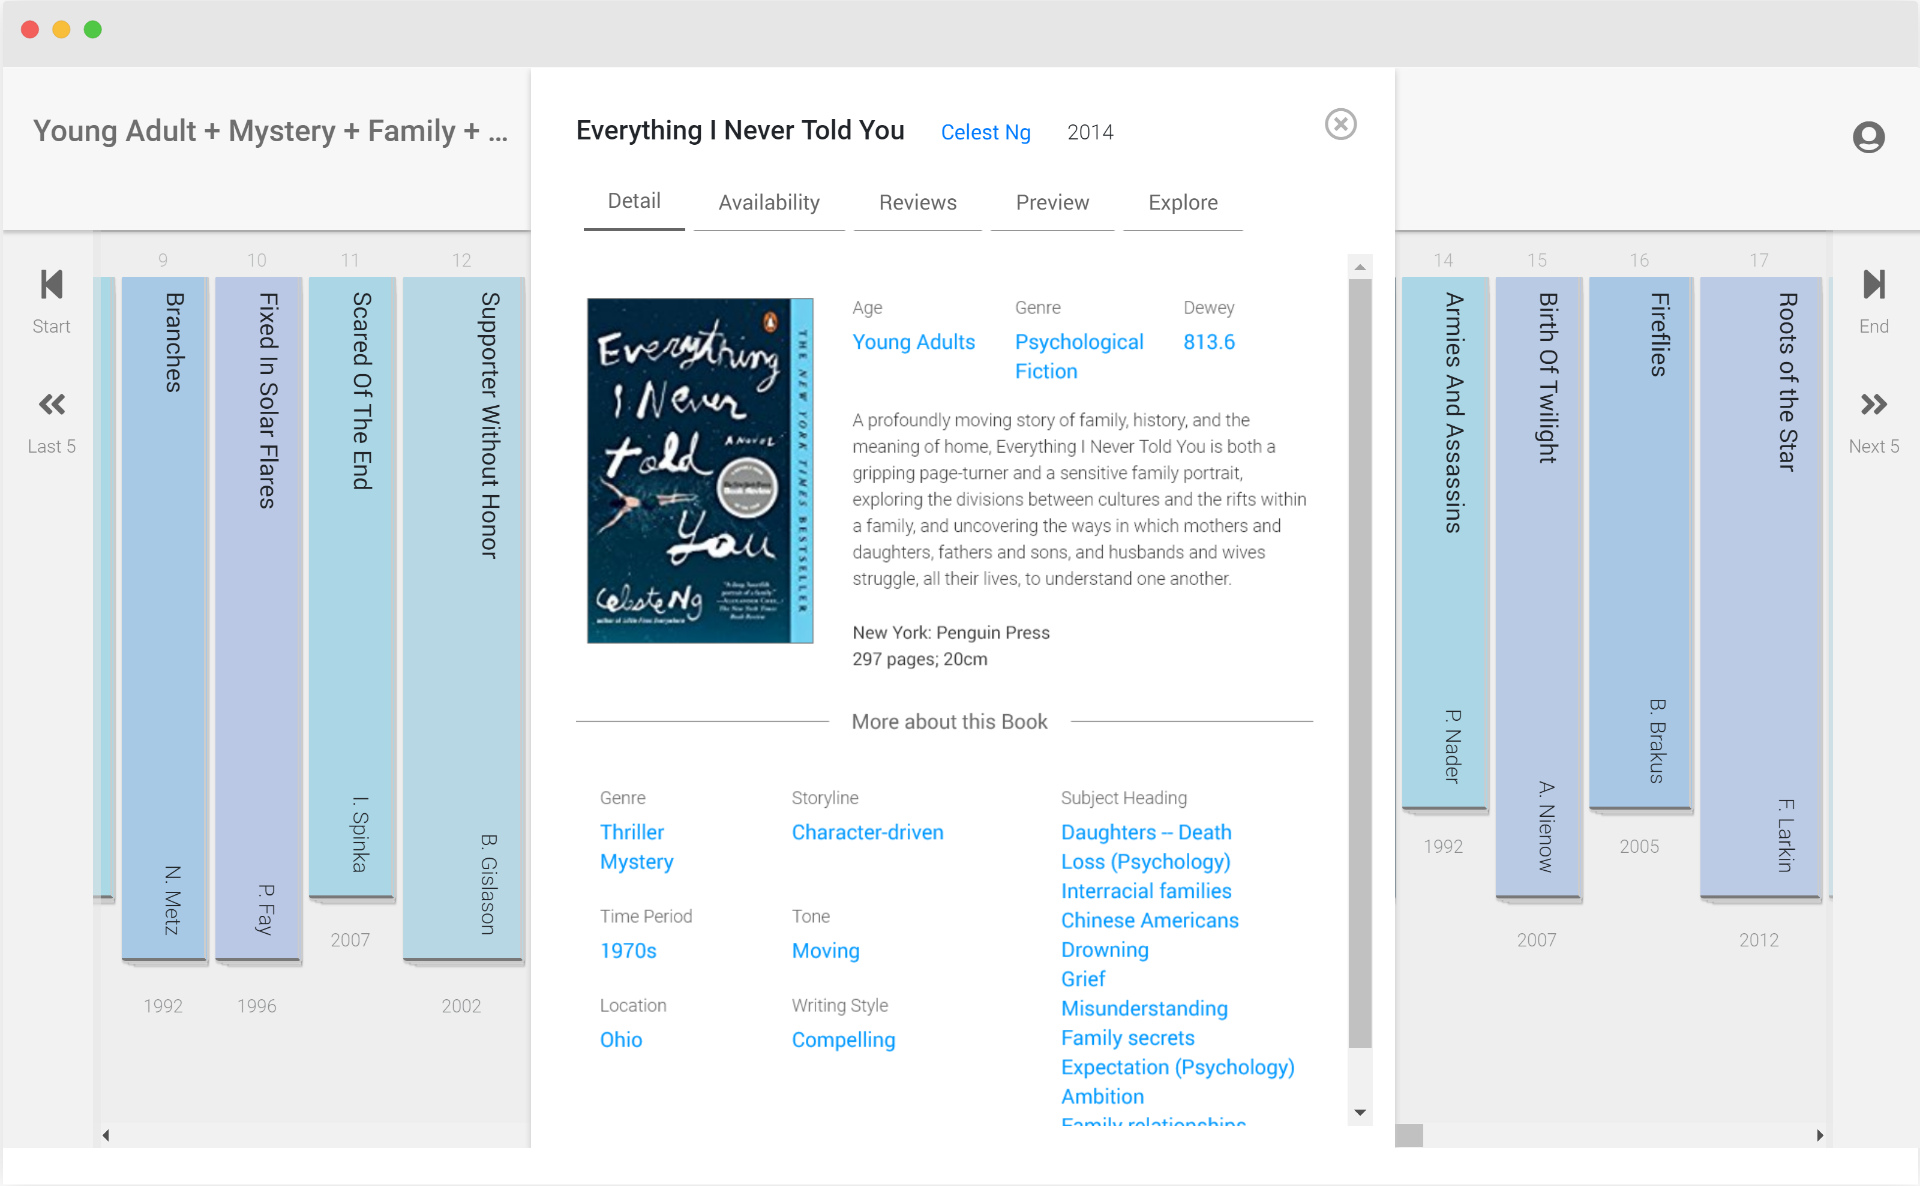 Young Adult + Mystery + Family + ...
Start
Last 5
9
Branches
N. Metz
1992
10
Fixed In Solar Flares
P. Fay
1996
11
Scared Of The End
I. Spinka
2007
12
Supporter Without Honor
B. Gislason
2002
Everything I Never Told You
Celest Ng
2014
Detail
Availability
Reviews
Preview
Explore
Everything
I Never
told
You
A NOVEL
Celeste Ng
THE NEW YORK TIMES BESTSELLER
Age
Young Adults
Genre
Psychological
Fiction
Dewey
813.6
A profoundly moving story of family, history, and the
meaning of home, Everything I Never Told You is both a
gripping page-turner and a sensitive family portrait,
exploring the divisions between cultures and the rifts within
a family, and uncovering the ways in which mothers and
daughters, fathers and sons, and husbands and wives
struggle, all their lives, to understand one another.
New York: Penguin Press
297 pages; 20cm
More about this Book
Genre
Thriller
Mystery
Storyline
Character-driven
Time Period
1970s
Tone
Moving
Location
Ohio
Writing Style
Compelling
Subject Heading
Daughters -- Death
Loss (Psychology)
Interracial families
Chinese Americans
Drowning
Grief
Misunderstanding
Family secrets
Expectation (Psychology)
Ambition
Family relationships
14
Armies And Assassins
P. Nader
1992
15
Birth Of Twilight
A. Nienow
2007
16
Fireflies
B. Brakus
2005
17
Roots of the Star
F. Larkin
2012
End
Next 5